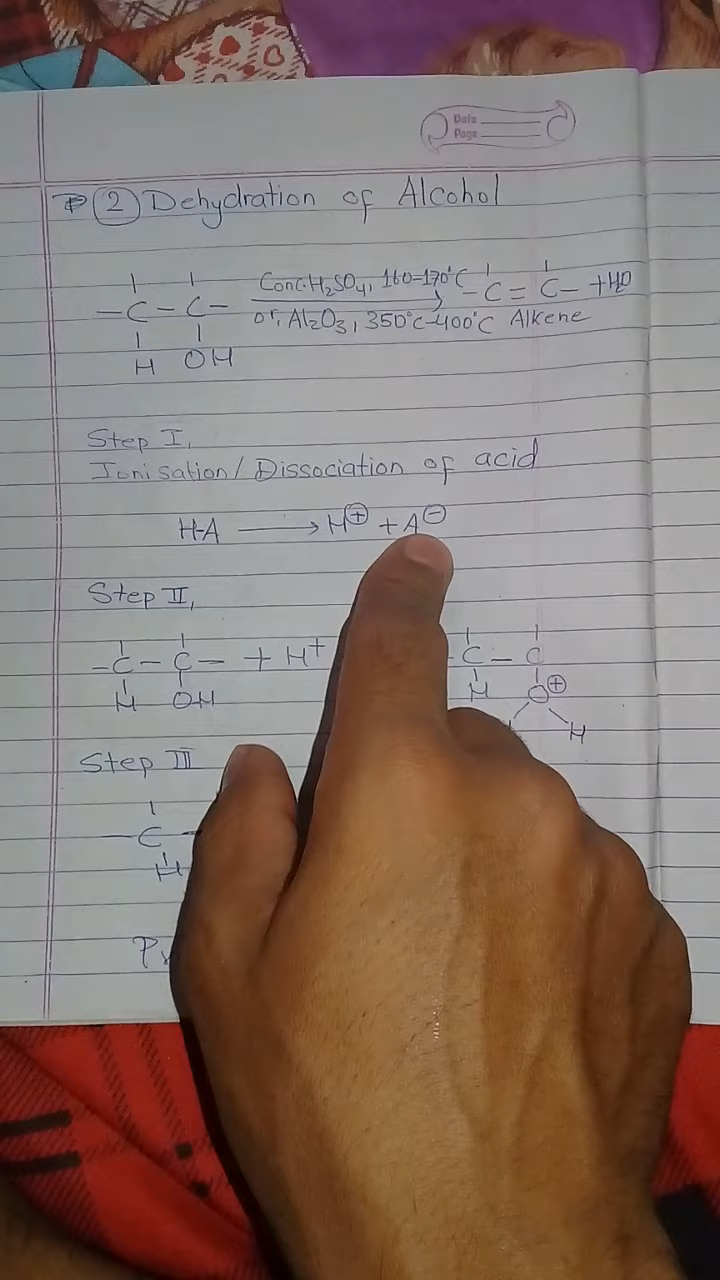 Date
Page
② Dehydration of Alcohol
Conc. H₂SO₄, 160-170°C
-C-C- -C=C- + H₂O
or, Al₂O₃, 350°C-400°C Alkene
H OH
Step I,
Ionisation/Dissociation of acid
H-A ⟶ H⊕ + A⊖
Step II,
-C-C- + H⁺ C-C
H OH H O⊕
H
Step III
-C-
H